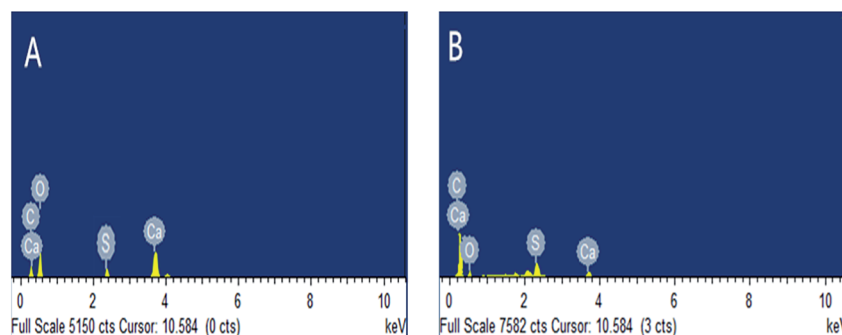 A
O
C
Ca
S
Ca
0 2 4 6 8 10
Full Scale 5150 cts Cursor: 10.584 (0 cts) keV
B
C
Ca
O
S
Ca
0 2 4 6 8 10
Full Scale 7582 cts Cursor: 10.584 (3 cts) keV